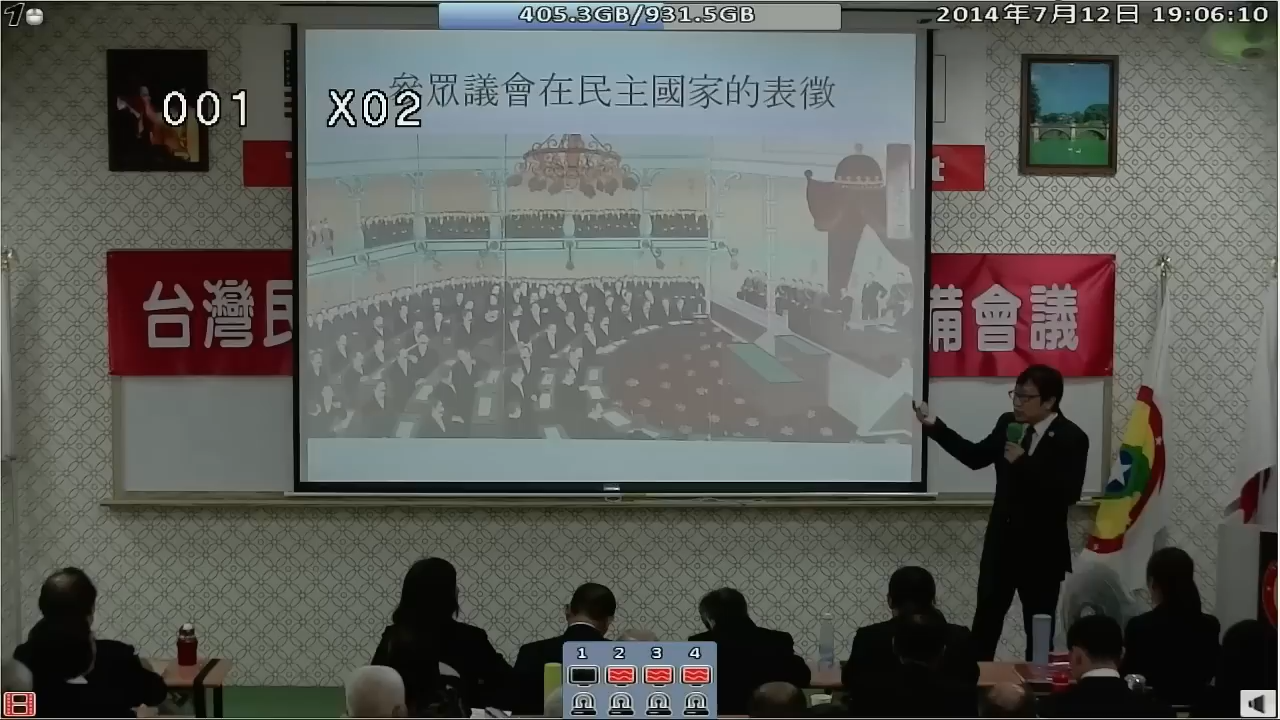 405.3GB/931.5GB
2014年7月12日 19:06:10
001 X02
參眾議會在民主國家的表徵
t
台灣民
備會議
1 2 3 4